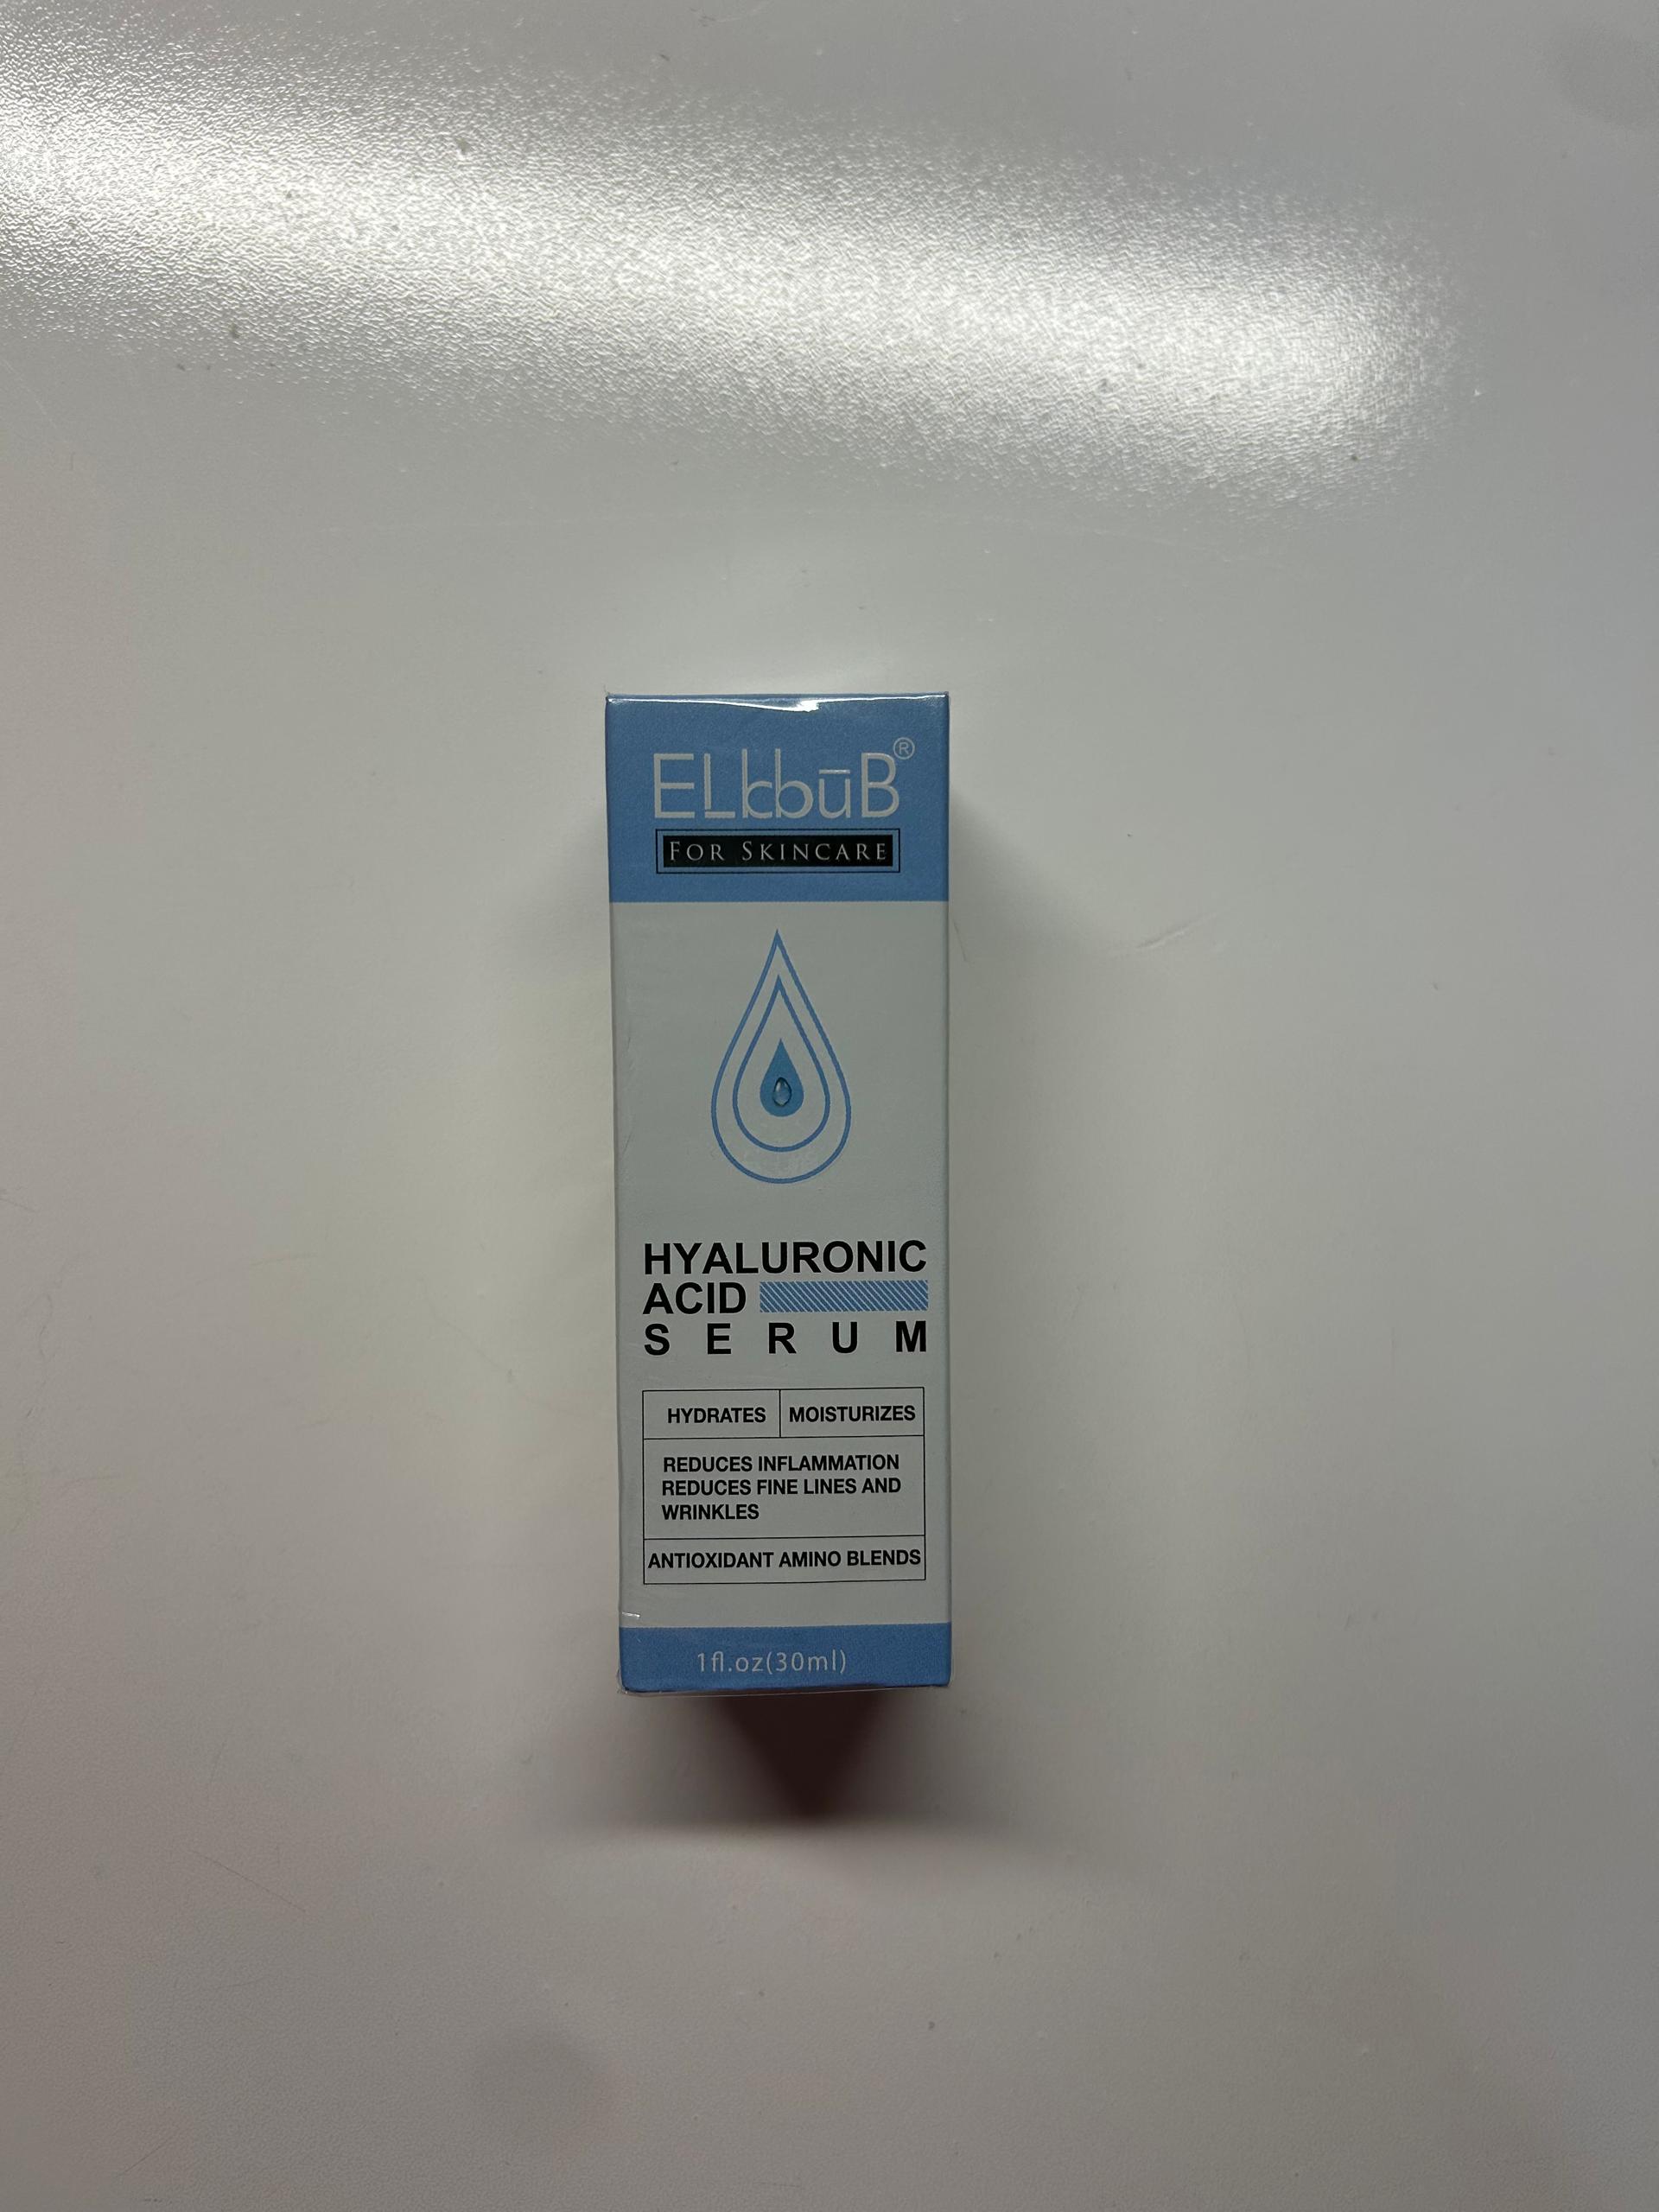 ELkbūB®
FOR SKINCARE
HYALURONIC
ACID
SERUM
HYDRATES MOISTURIZES
REDUCES INFLAMMATION
REDUCES FINE LINES AND
WRINKLES
ANTIOXIDANT AMINO BLENDS
1fl.oz(30ml)